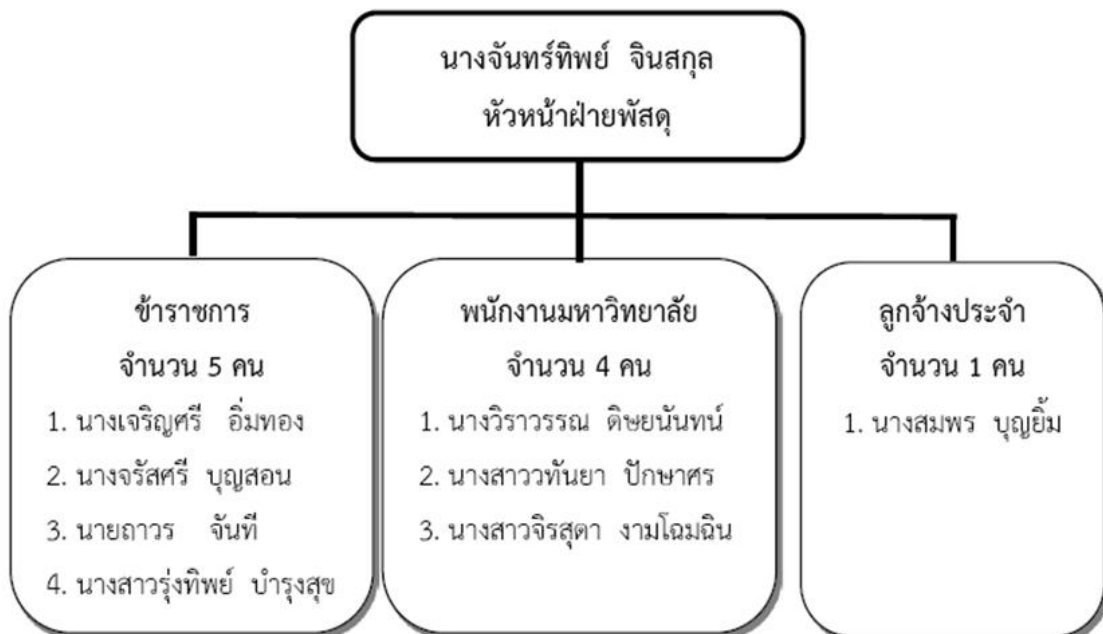 นางจันทร์ทิพย์ จินสกุล
หัวหน้าฝ่ายพัสดุ
ข้าราชการ
จำนวน 5 คน
1. นางเจริญศรี อิ่มทอง
2. นางจรัสศรี บุญสอน
3. นายถาวร จันที
4. นางสาวรุ่งทิพย์ บำรุงสุข
พนักงานมหาวิทยาลัย
จำนวน 4 คน
1. นางวิราวรรณ ดิษยนันทน์
2. นางสาววทันยา ปักษาศร
3. นางสาวจิรสุดา งามโฉมฉิน
ลูกจ้างประจำ
จำนวน 1 คน
1. นางสมพร บุญยิ้ม